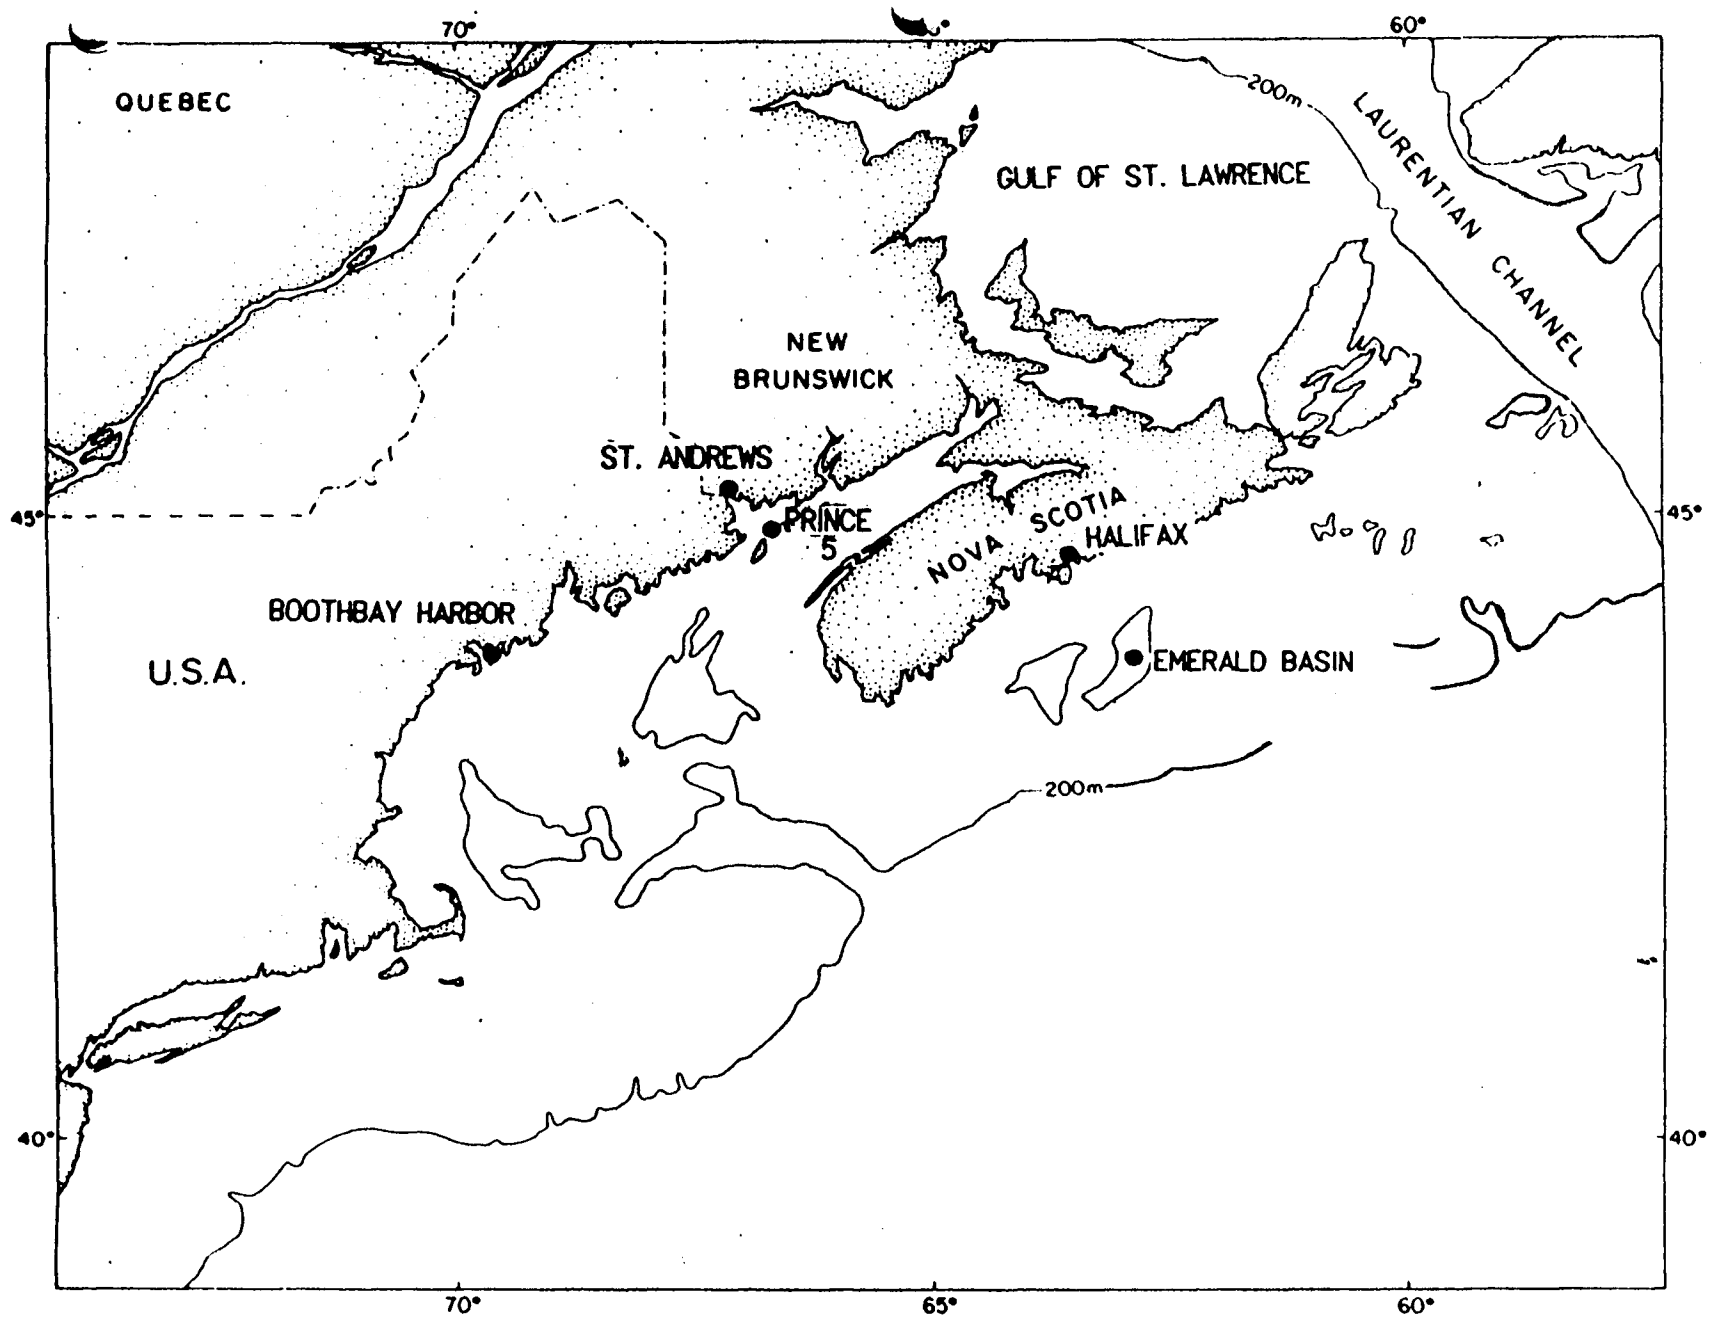 70°
60°
QUEBEC
200m
LAURENTIAN CHANNEL
GULF OF ST. LAWRENCE
NEW
BRUNSWICK
ST. ANDREWS
45°
PRINCE
5
NOVA SCOTIA
HALIFAX
45°
BOOTHBAY HARBOR
U.S.A.
EMERALD BASIN
200m
40°
40°
70°
65°
60°